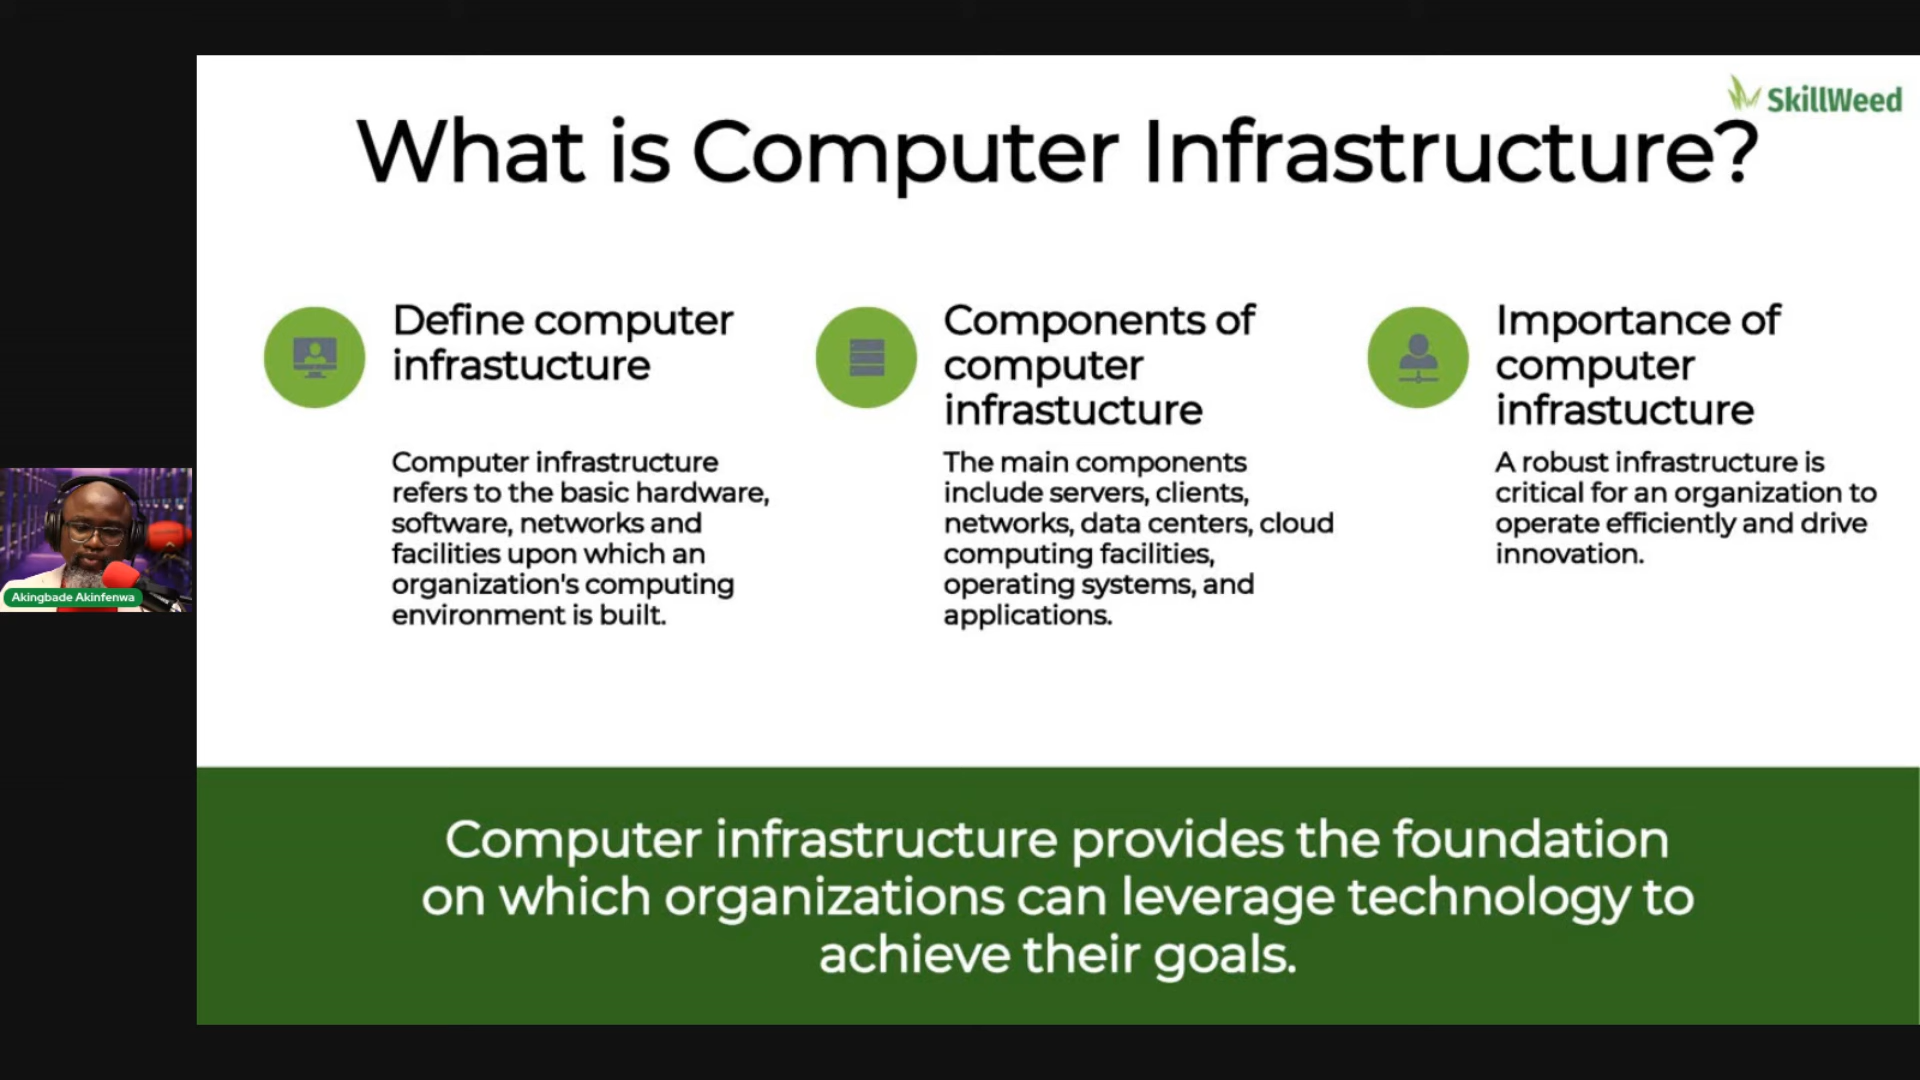 SkillWeed
What is Computer Infrastructure?
Define computer
infrastucture
Computer infrastructure
refers to the basic hardware,
software, networks and
facilities upon which an
organization's computing
environment is built.
Components of
computer
infrastucture
The main components
include servers, clients,
networks, data centers, cloud
computing facilities,
operating systems, and
applications.
Importance of
computer
infrastucture
A robust infrastructure is
critical for an organization to
operate efficiently and drive
innovation.
Akingbade Akinfenwa
Computer infrastructure provides the foundation
on which organizations can leverage technology to
achieve their goals.